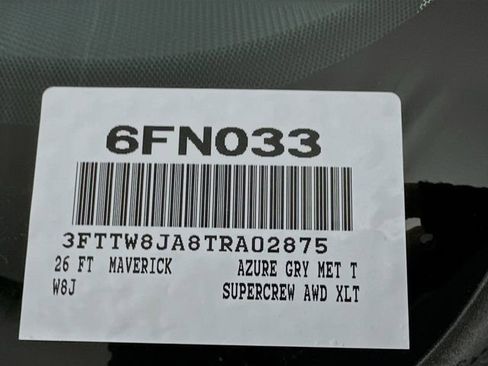 6FN033
3FTTW8JA8TRA02875
26 FT MAVERICK AZURE GRY MET T
W8J SUPERCREW AWD XLT